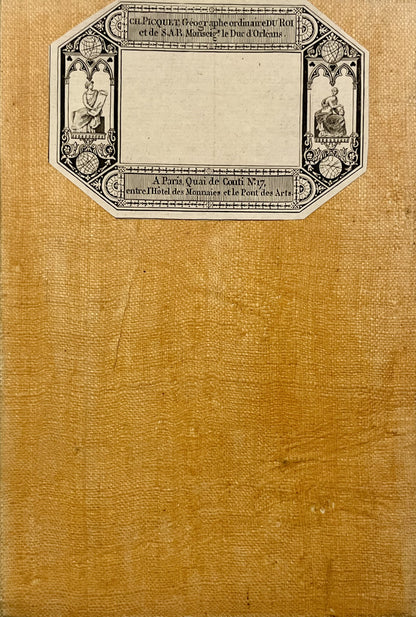 CH. PICQUET, Géographe ordinaire DU ROI
et de S.A.R. Monseig.r le Duc d'Orléans.
A Paris, Quai de Conti N.o 17,
entre l'Hôtel des Monnaies et le Pont des Arts.